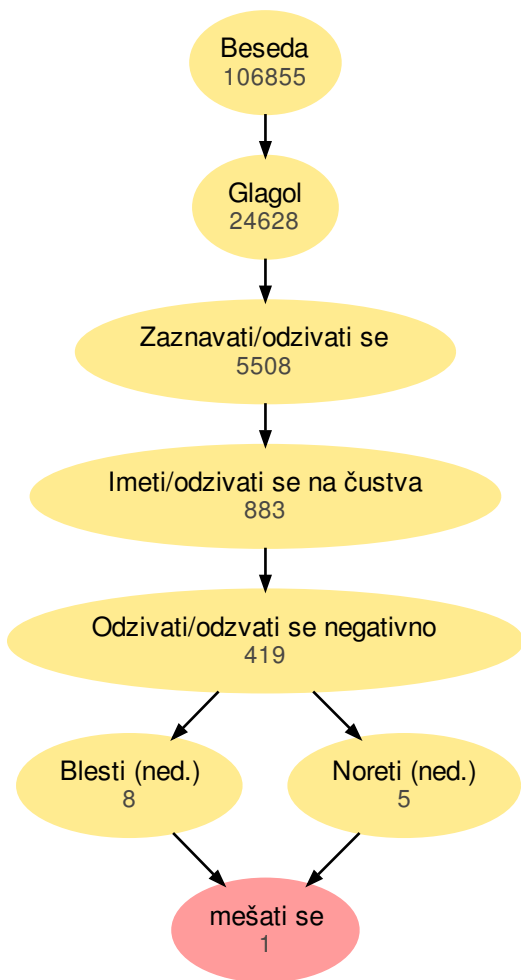 Beseda
106855
Glagol
24628
Zaznavati/odzivati se
5508
Imeti/odzivati se na čustva
883
Odzivati/odzvati se negativno
419
Blesti (ned.)
8
Noreti (ned.)
5
mešati se
1